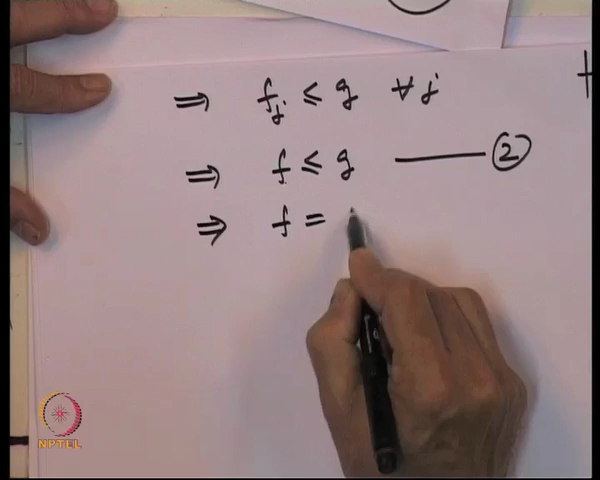 ⇒ f_j ≤ g ∀ j
⇒ f ≤ g —— ②
⇒ f =
NPTEL